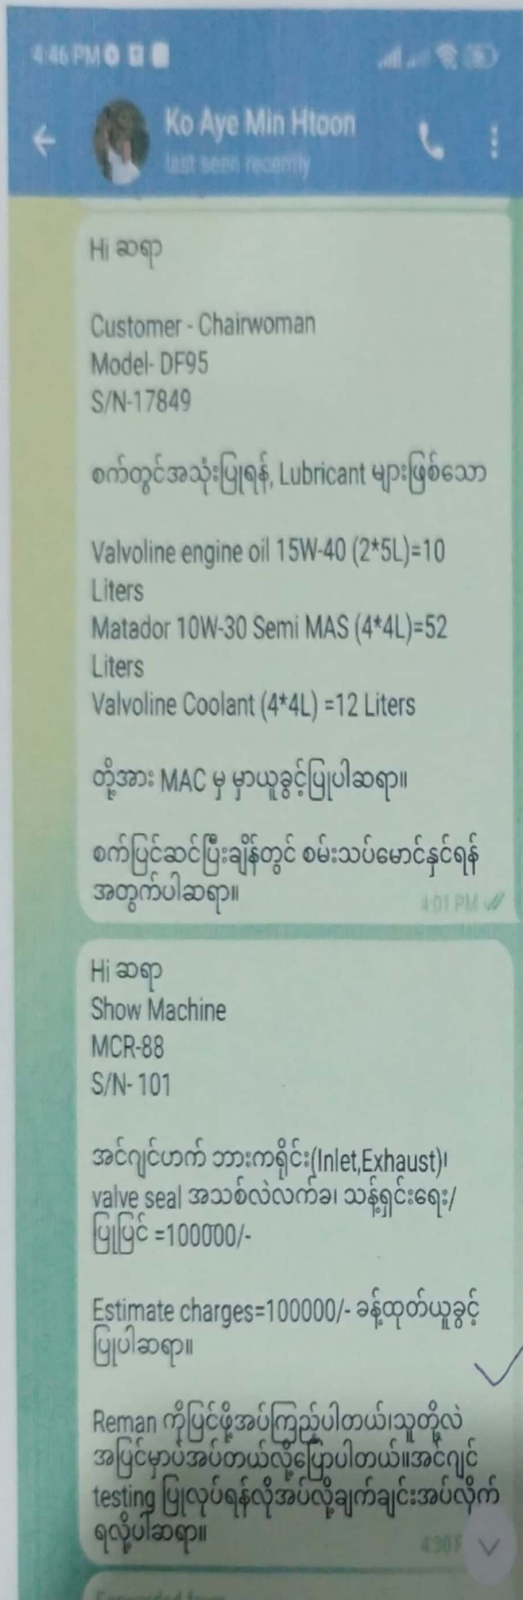 4:46 PM
Ko Aye Min Htoon
last seen recently
Hi ဆရာ
Customer - Chairwoman
Model- DF95
S/N-17849
စက်တွင်အသုံးပြုရန်, Lubricant များဖြစ်သော
Valvoline engine oil 15W-40 (2*5L)=10
Liters
Matador 10W-30 Semi MAS (4*4L)=52
Liters
Valvoline Coolant (4*4L) =12 Liters
တို့အား MAC မှ မှာယူခွင့်ပြုပါဆရာ။
စက်ပြင်ဆင်ပြီးချိန်တွင် စမ်းသပ်မောင်နှင်ရန်
အတွက်ပါဆရာ။
4:01 PM
Hi ဆရာ
Show Machine
MCR-88
S/N- 101
အင်ဂျင်ဟက် ဘားကရိုင်း(Inlet,Exhaust)၊
valve seal အသစ်လဲလက်ခ၊ သန့်ရှင်းရေး/
ပြုပြင် =100000/-
Estimate charges=100000/- ခန့်ထုတ်ယူခွင့်
ပြုပါဆရာ။
Reman ကိုပြင်ဖို့အပ်ကြည့်ပါတယ်၊သူတို့လဲ
အပြင်မှာပဲအပ်တယ်လို့ပြောပါတယ်။အင်ဂျင်
testing ပြုလုပ်ရန်လိုအပ်လို့ချက်ချင်းအပ်လိုက်
ရလို့ပါဆရာ။
4:30
Forwarded from